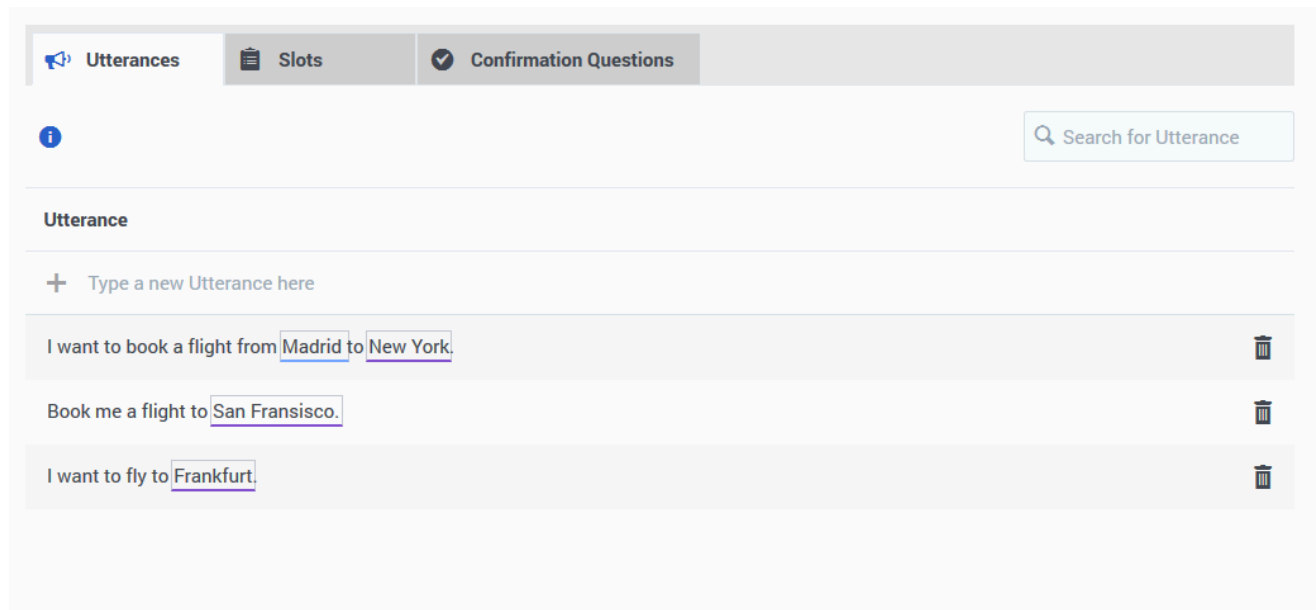 Utterances Slots Confirmation Questions
Search for Utterance
Utterance
Type a new Utterance here
I want to book a flight from Madrid to New York.
Book me a flight to San Fransisco.
I want to fly to Frankfurt.